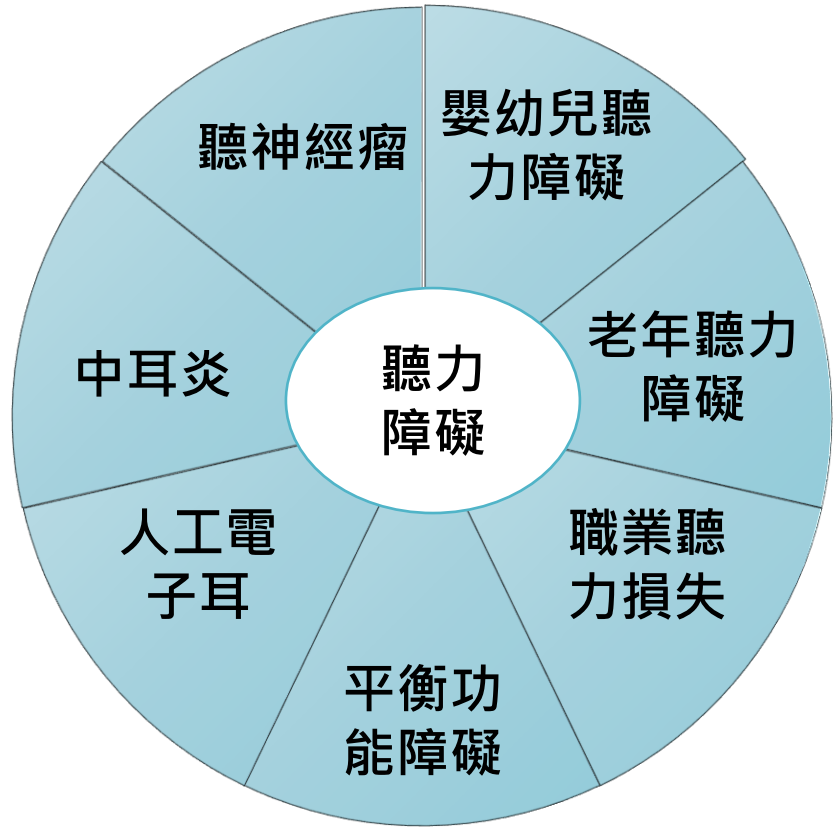 聽神經瘤
嬰幼兒聽
力障礙
老年聽力
障礙
聽力
障礙
中耳炎
人工電
子耳
職業聽
力損失
平衡功
能障礙